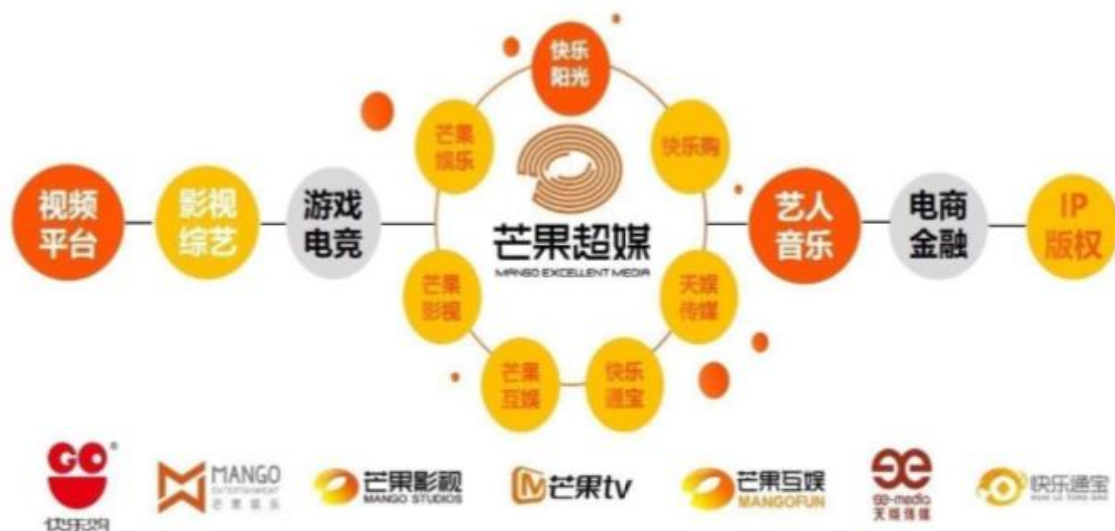 快乐
阳光
芒果
娱乐
快乐购
视频
平台
影视
综艺
游戏
电竞
芒果超媒
MANGO EXCELLENT MEDIA
艺人
音乐
电商
金融
IP
版权
芒果
影视
天娱
传媒
芒果
互娱
快乐
通宝
GO
®
快乐购
MANGO
ENTERTAINMENT
芒果娱乐
芒果影视
MANGO STUDIOS
芒果tv
芒果互娱
MANGOFUN
ee-media
天娱传媒
快乐通宝